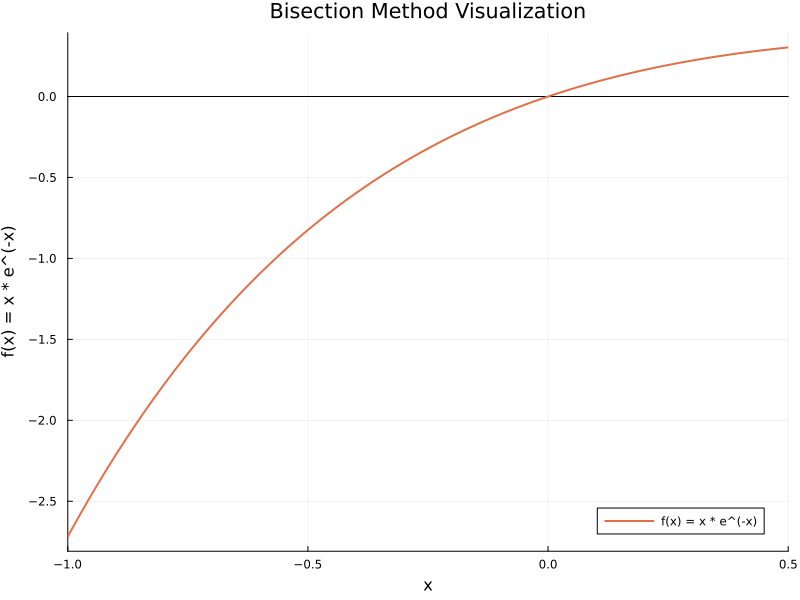 Bisection Method Visualization
f(x) = x * e^(-x)
0.0
−0.5
−1.0
−1.5
−2.0
−2.5
f(x) = x * e^(-x)
−1.0
−0.5
0.0
0.5
x